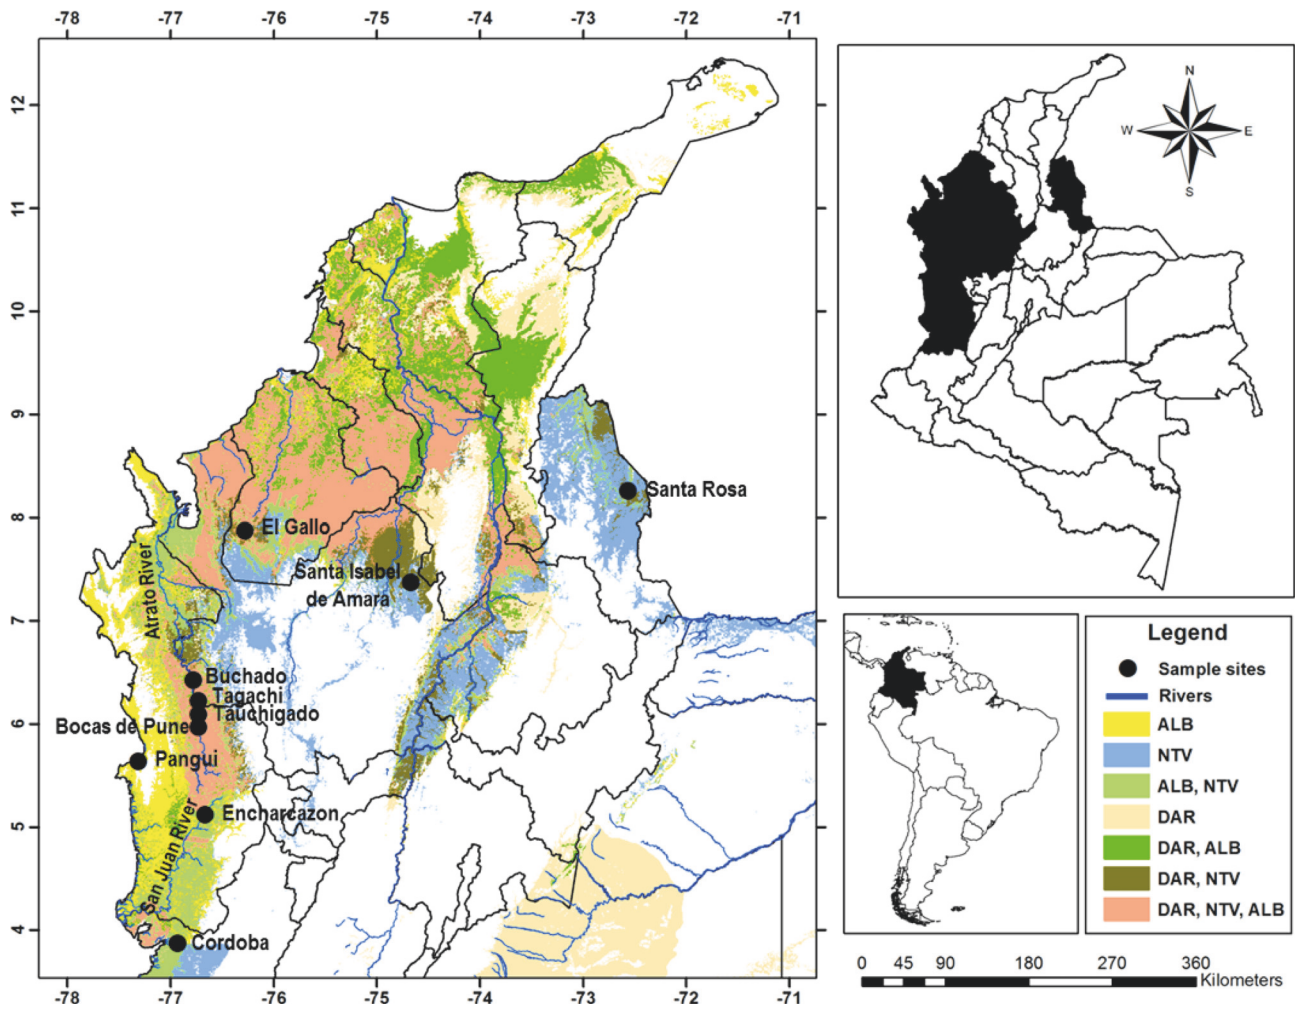 -78 -77 -76 -75 -74 -73 -72 -71
12
11
10
9
8
7
6
5
4
Santa Rosa
El Gallo
Santa Isabel
de Amara
Atrato River
Buchado
Tagachi
Tauchigado
Bocas de Pune
Pangui
Encharcazon
San Juan River
Cordoba
-78 -77 -76 -75 -74 -73 -72 -71
N
W E
S
Legend
Sample sites
Rivers
ALB
NTV
ALB, NTV
DAR
DAR, ALB
DAR, NTV
DAR, NTV, ALB
0 45 90 180 270 360
Kilometers